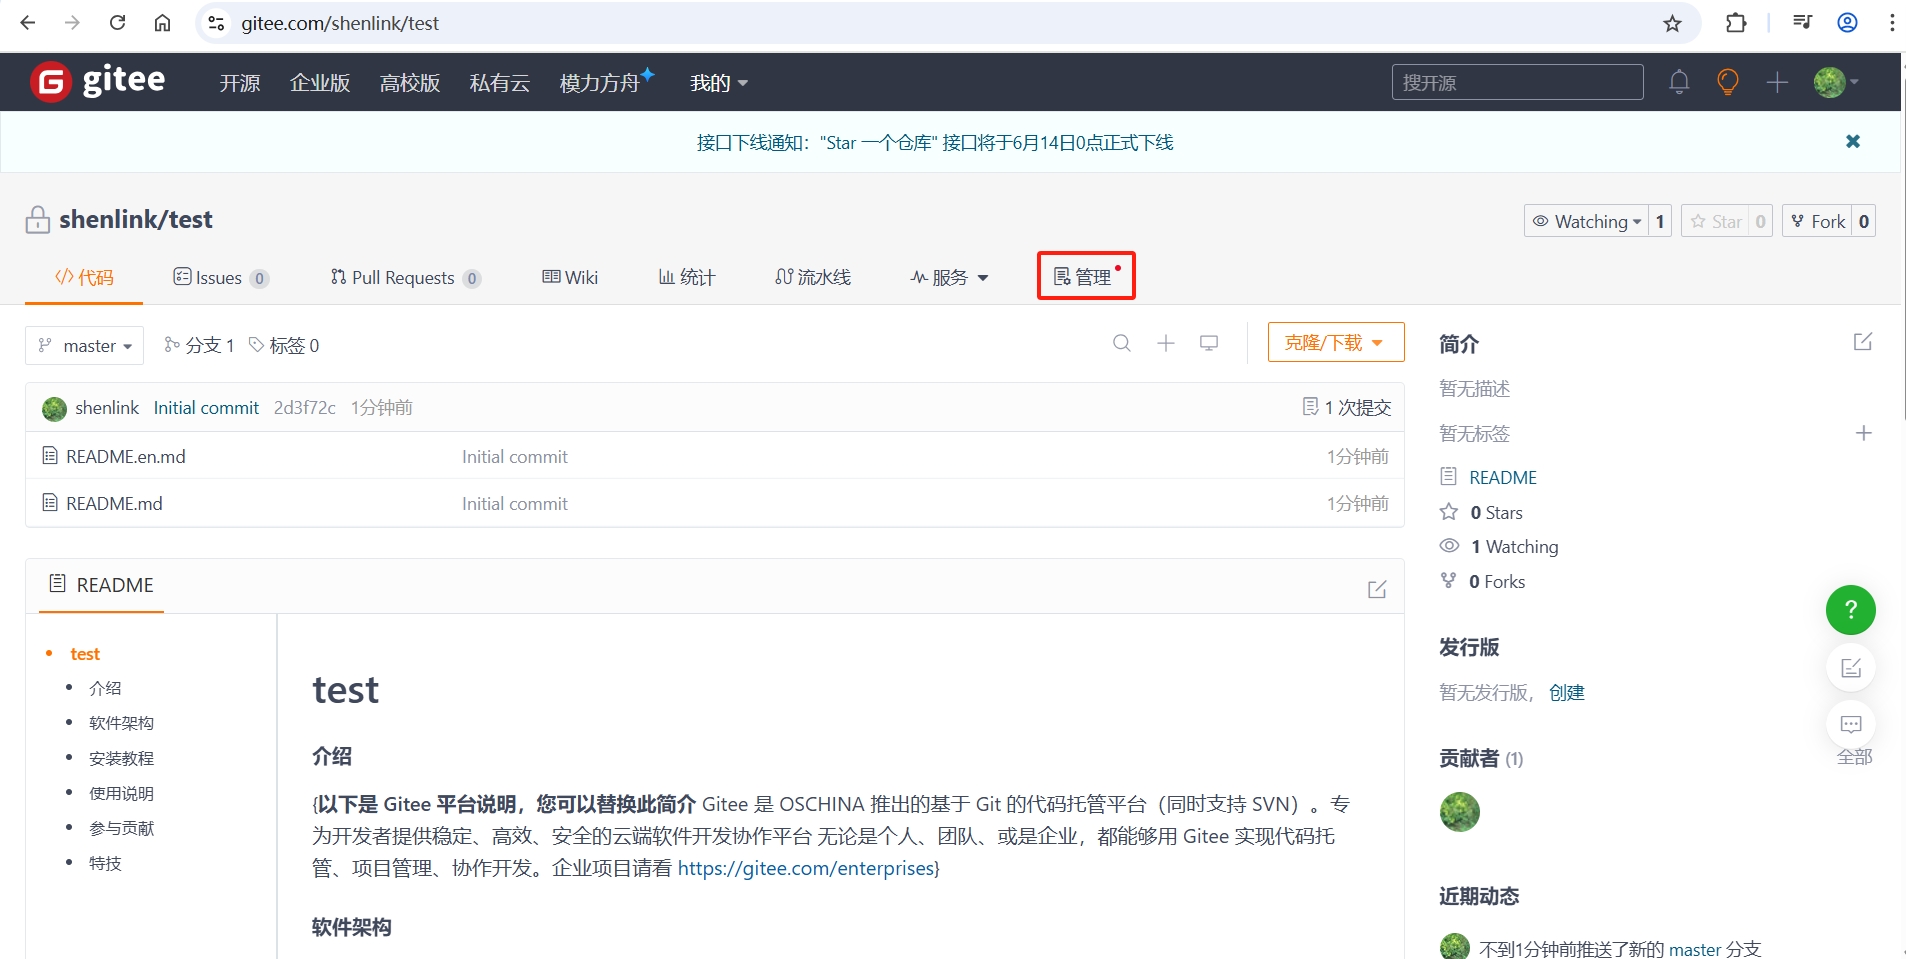 gitee.com/shenlink/test
gitee 开源 企业版 高校版 私有云 模力方舟 我的 搜开源
接口下线通知："Star 一个仓库" 接口将于6月14日0点正式下线
shenlink/test Watching 1 Star 0 Fork 0
代码 Issues 0 Pull Requests 0 Wiki 统计 流水线 服务 管理
master 分支 1 标签 0 克隆/下载
shenlink Initial commit 2d3f72c 1分钟前 1 次提交
README.en.md Initial commit 1分钟前
README.md Initial commit 1分钟前
README
test
介绍
软件架构
安装教程
使用说明
参与贡献
特技
test
介绍
{以下是 Gitee 平台说明，您可以替换此简介 Gitee 是 OSCHINA 推出的基于 Git 的代码托管平台（同时支持 SVN）。专
为开发者提供稳定、高效、安全的云端软件开发协作平台 无论是个人、团队、或是企业，都能够用 Gitee 实现代码托
管、项目管理、协作开发。企业项目请看 https://gitee.com/enterprises}
软件架构
简介
暂无描述
暂无标签
README
0 Stars
1 Watching
0 Forks
?
发行版
暂无发行版， 创建
贡献者 (1) 全部
近期动态
不到1分钟前推送了新的 master 分支